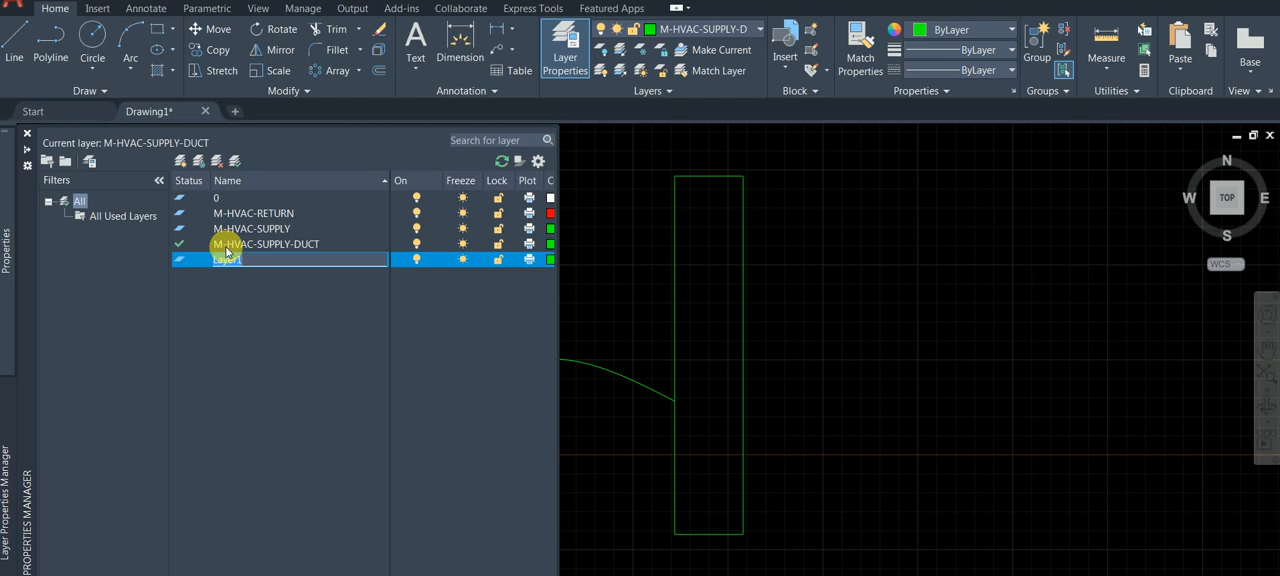 Home Insert Annotate Parametric View Manage Output Add-ins Collaborate Express Tools Featured Apps
Move Rotate Trim M-HVAC-SUPPLY-D ByLayer
Line Polyline Circle Arc Copy Mirror Fillet Text Dimension Layer Properties Make Current Insert Match Properties ByLayer Group Measure Paste Base
Stretch Scale Array Table Match Layer ByLayer
Draw Modify Annotation Layers Block Properties Groups Utilities Clipboard View
Start Drawing1*
Current layer: M-HVAC-SUPPLY-DUCT Search for layer
Filters Status Name On Freeze Lock Plot C
All 0
All Used Layers M-HVAC-RETURN
M-HVAC-SUPPLY
M-HVAC-SUPPLY-DUCT
Layer1
N
W TOP E
S
WCS
Properties
Layer Properties Manager
PROPERTIES MANAGER